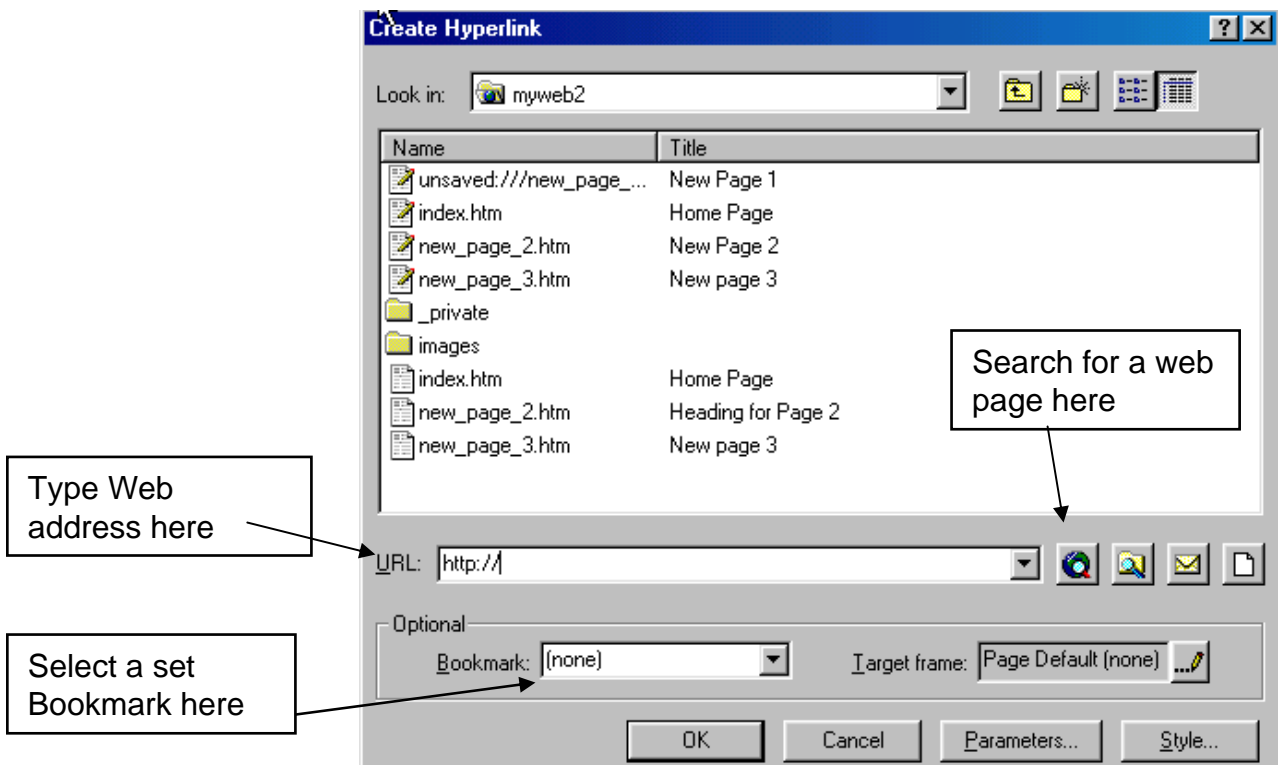 Create Hyperlink
Look in: myweb2
Name Title
unsaved:///new_page_... New Page 1
index.htm Home Page
new_page_2.htm New Page 2
new_page_3.htm New page 3
_private
images
index.htm Home Page
new_page_2.htm Heading for Page 2
new_page_3.htm New page 3
Search for a web
page here
Type Web
address here
URL: http://
Optional
Bookmark: (none) Target frame: Page Default (none) ...
Select a set
Bookmark here
OK Cancel Parameters... Style...